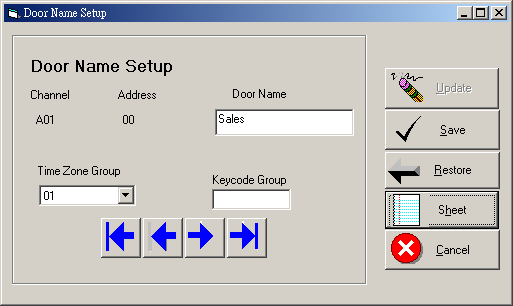 Door Name Setup
Door Name Setup
Channel Address Door Name
A01 00 Sales
Time Zone Group Keycode Group
01
Update
Save
Restore
Sheet
Cancel